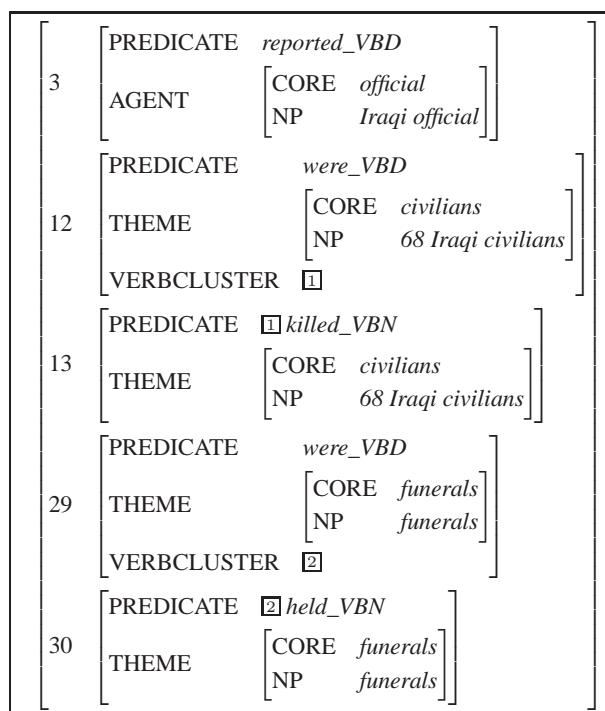 3 PREDICATE reported_VBD
AGENT CORE official
NP Iraqi official
12 PREDICATE were_VBD
THEME CORE civilians
NP 68 Iraqi civilians
VERBCLUSTER 1
13 PREDICATE 1 killed_VBN
THEME CORE civilians
NP 68 Iraqi civilians
29 PREDICATE were_VBD
THEME CORE funerals
NP funerals
VERBCLUSTER 2
30 PREDICATE 2 held_VBN
THEME CORE funerals
NP funerals